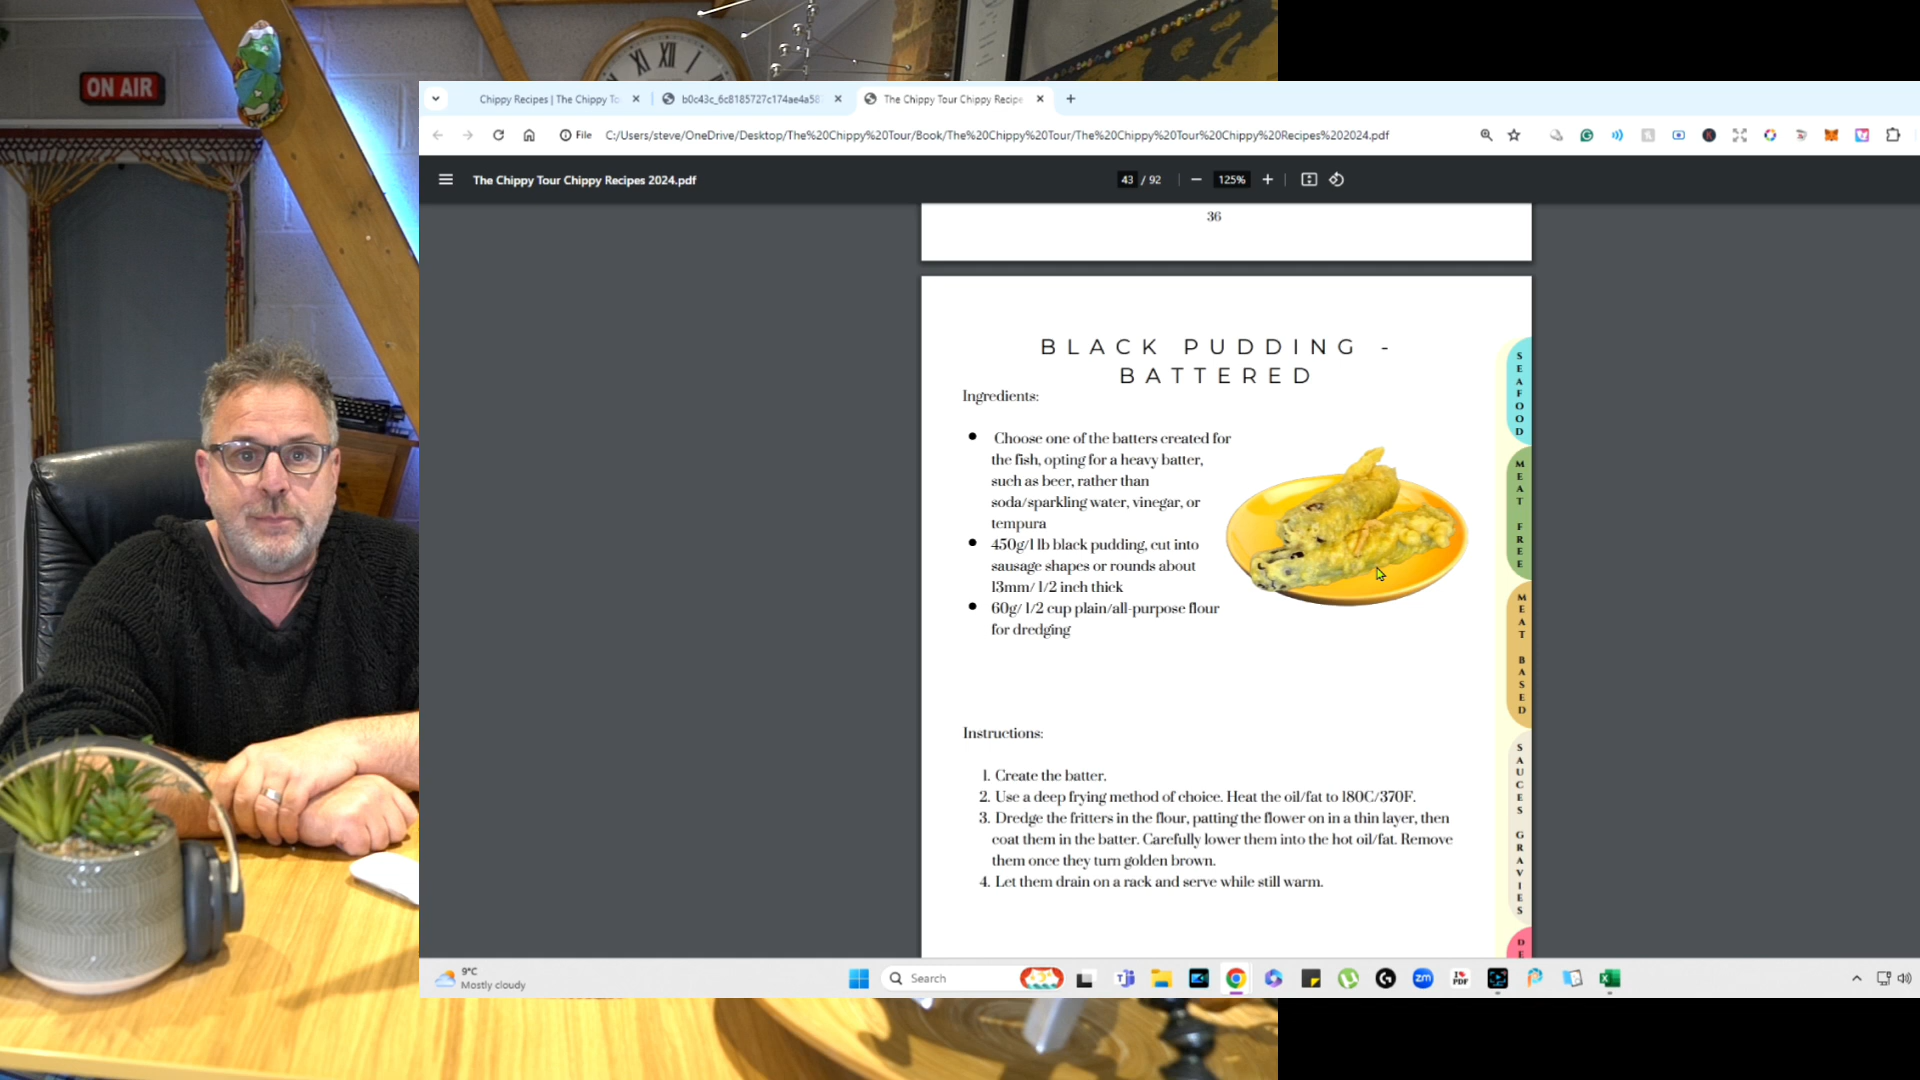 ON AIR
XI XII I
Chippy Recipes | The Chippy To
b0c43c_6c8185727c174ae4a58
The Chippy Tour Chippy Recipe
File
C:/Users/steve/OneDrive/Desktop/The%20Chippy%20Tour/Book/The%20Chippy%20Tour/The%20Chippy%20Tour%20Chippy%20Recipes%202024.pdf
The Chippy Tour Chippy Recipes 2024.pdf
43 / 92
125%
36
BLACK PUDDING -
BATTERED
Ingredients:
• Choose one of the batters created for
the fish, opting for a heavy batter,
such as beer, rather than
soda/sparkling water, vinegar, or
tempura
• 450g/1 lb black pudding, cut into
sausage shapes or rounds about
13mm/ 1/2 inch thick
• 60g/ 1/2 cup plain/all-purpose flour
for dredging
Instructions:
1. Create the batter.
2. Use a deep frying method of choice. Heat the oil/fat to 180C/370F.
3. Dredge the fritters in the flour, patting the flower on in a thin layer, then
coat them in the batter. Carefully lower them into the hot oil/fat. Remove
them once they turn golden brown.
4. Let them drain on a rack and serve while still warm.
SEAFOOD
MEAT FREE
MEAT BASED
SAUCES GRAVIES
DE
9°C
Mostly cloudy
Search
zm
I PDF